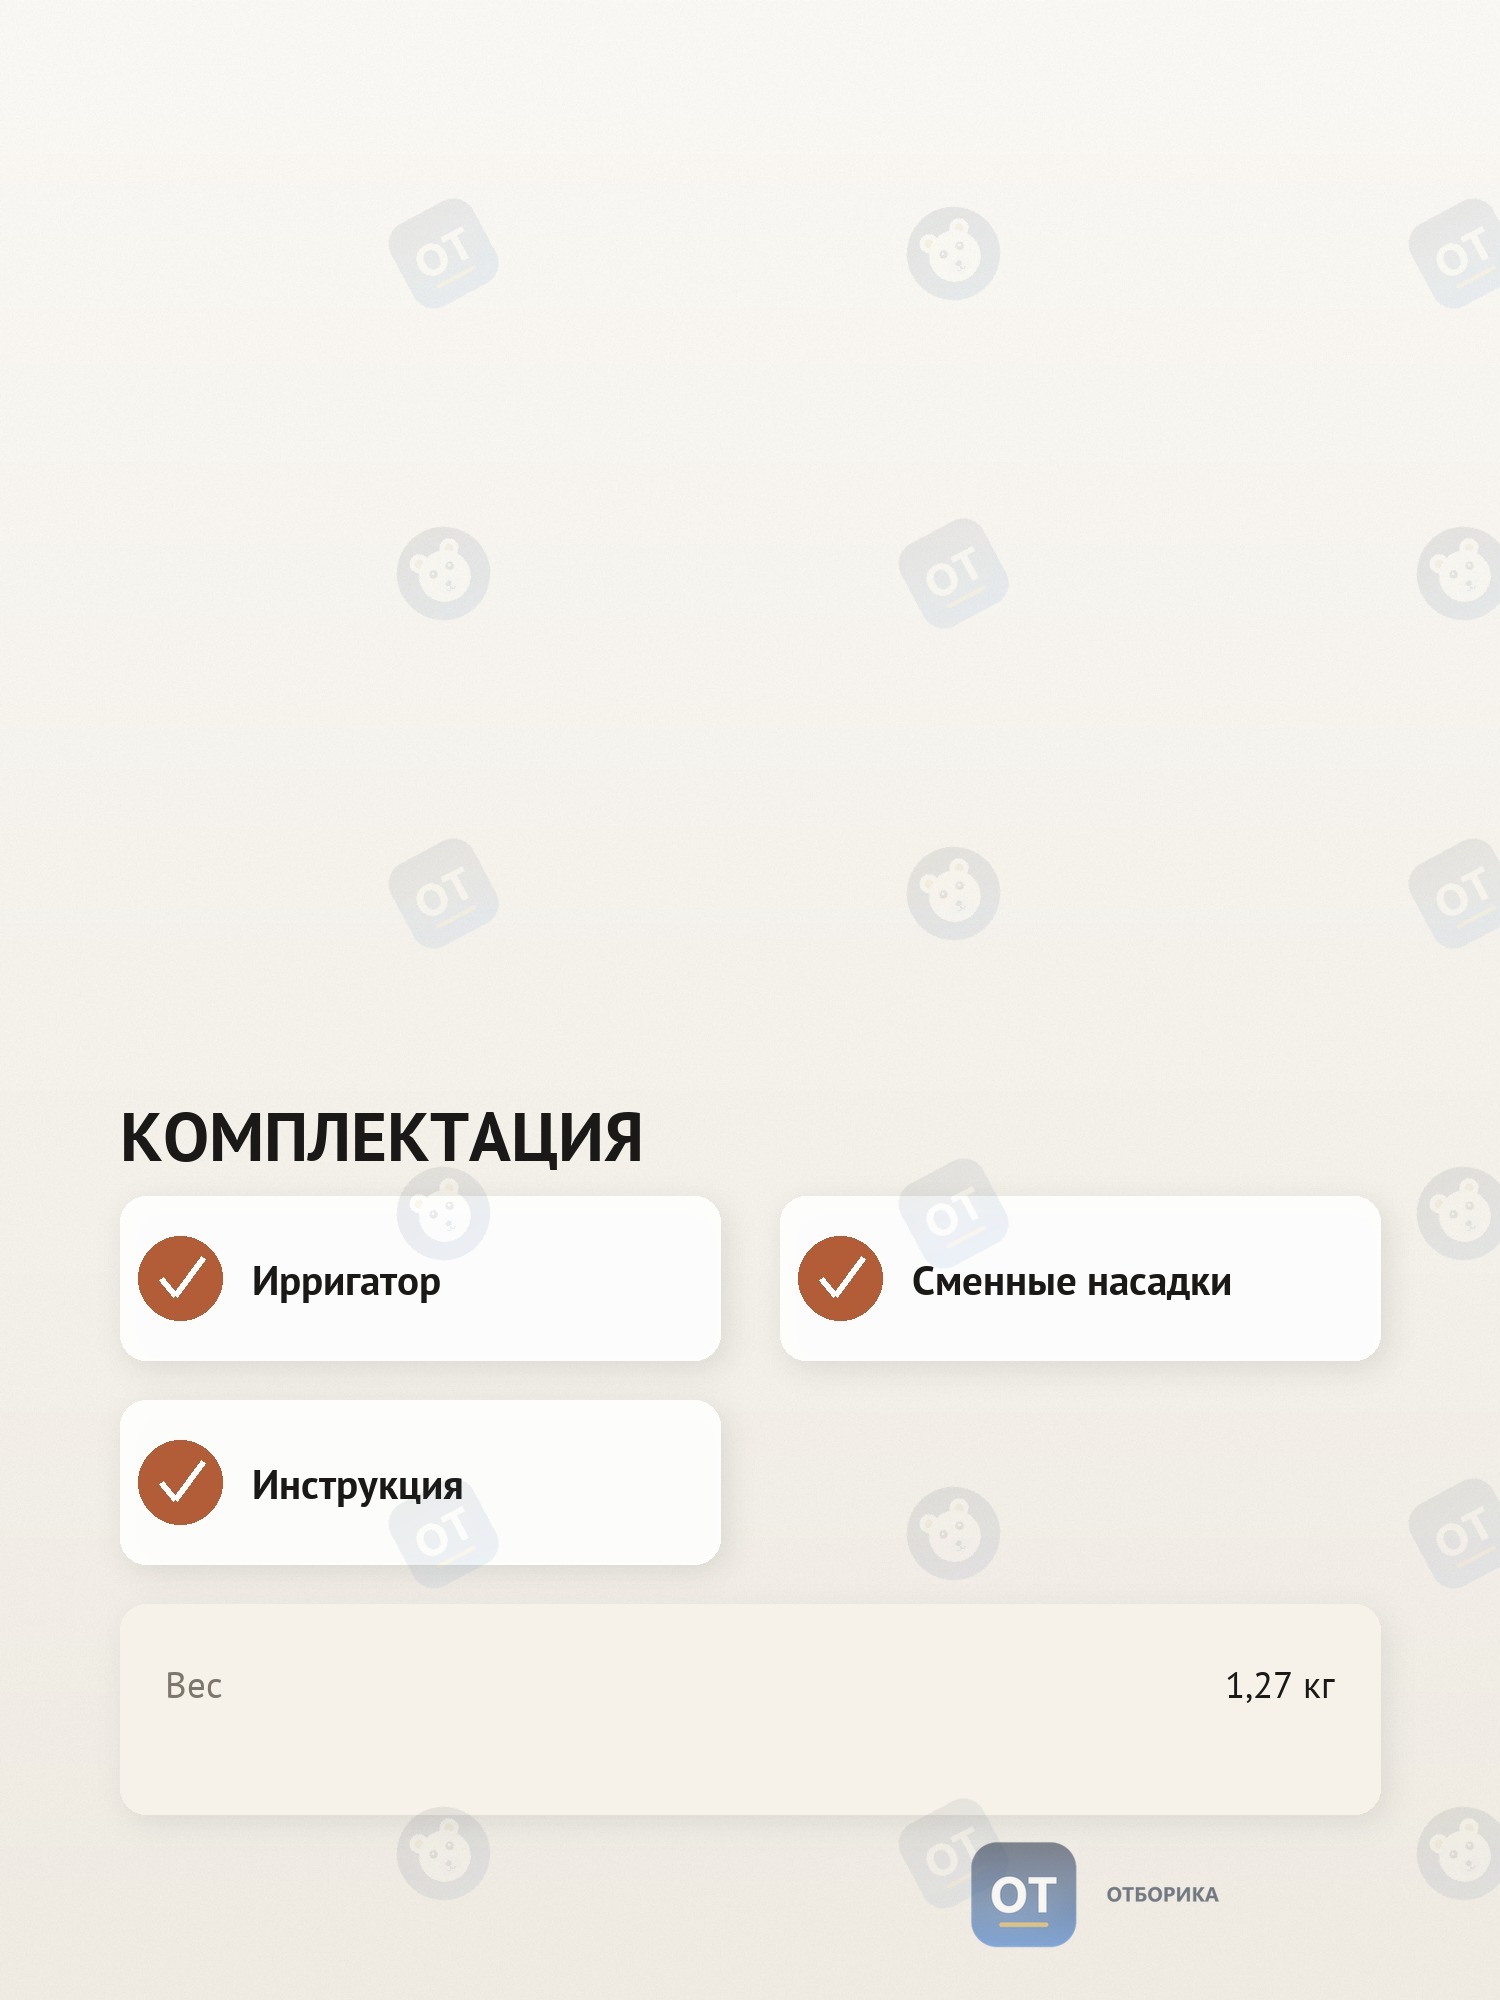 КОМПЛЕКТАЦИЯ
Ирригатор
Сменные насадки
Инструкция
Вес
1,27 кг
ОТ
ОТБОРИКА